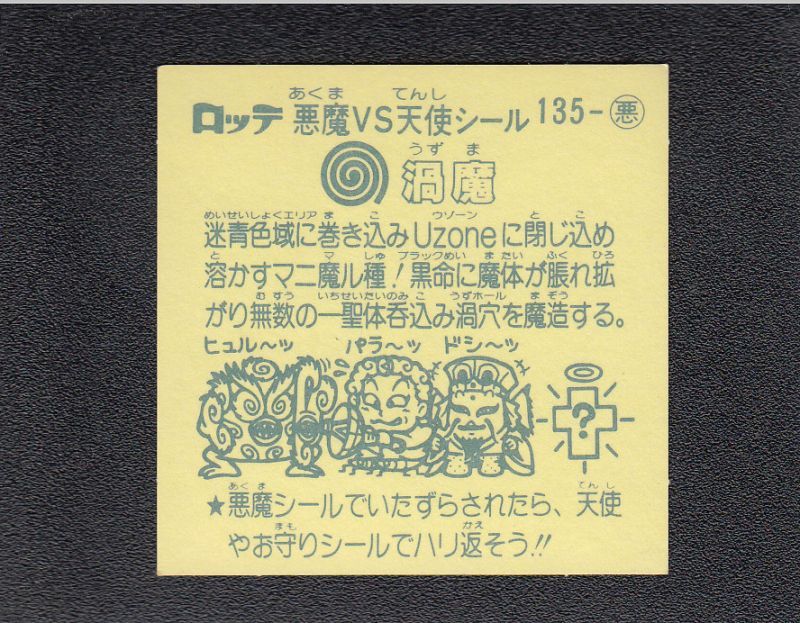 あくま てんし
ロッテ 悪魔VS天使シール 135-悪
うずま
渦魔
めいせいしょくエリア ま こ ウゾーン と こ
迷青色域に巻き込みUzoneに閉じ込め
と マ しゅ ブラックめい ま たい ふく ひろ
溶かすマニ魔ル種!黒命に魔体が脹れ拡
むすう いちせいたいのみこ うずホール まぞう
がり無数の一聖体呑込み渦穴を魔造する。
ヒュル〜ッ パラ〜ッ ドシ〜ッ
?
あくま てんし
★悪魔シールでいたずらされたら、天使
まも かえ
やお守りシールでハリ返そう!!